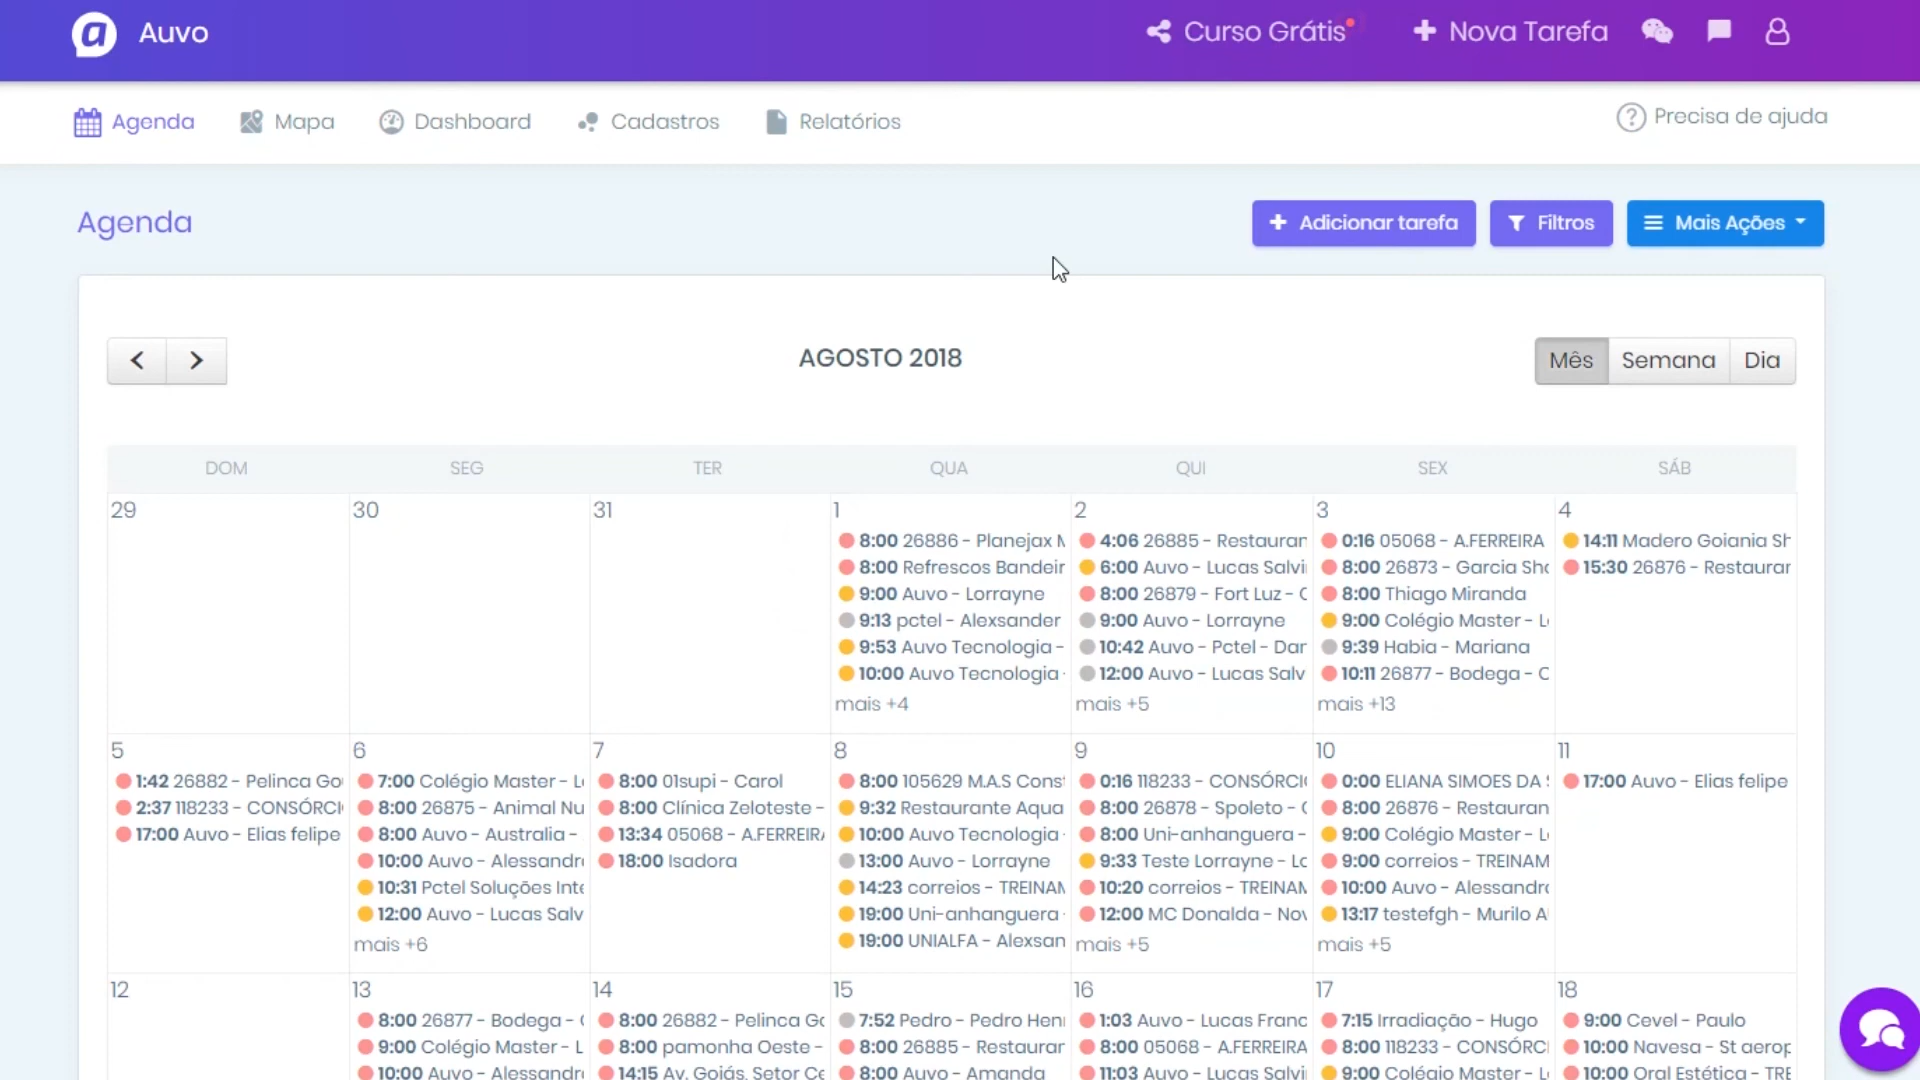 Auvo
Curso Grátis
Nova Tarefa
Agenda
Mapa
Dashboard
Cadastros
Relatórios
Precisa de ajuda
Agenda
Adicionar tarefa
Filtros
Mais Ações
AGOSTO 2018
Mês
Semana
Dia
DOM
SEG
TER
QUA
QUI
SEX
SÁB
29
30
31
1
8:00 26886 - Planejax
8:00 Refrescos Bandeir
9:00 Auvo - Lorrayne
9:13 pctel - Alexsander
9:53 Auvo Tecnologia -
10:00 Auvo Tecnologia
mais +4
2
4:06 26885 - Restauran
6:00 Auvo - Lucas Salvi
8:00 26879 - Fort Luz -
9:00 Auvo - Lorrayne
10:42 Auvo - Pctel - Dan
12:00 Auvo - Lucas Salv
mais +5
3
0:16 05068 - A.FERREIRA
8:00 26873 - Garcia Sho
8:00 Thiago Miranda
9:00 Colégio Master - L
9:39 Habia - Mariana
10:11 26877 - Bodega - C
mais +13
4
14:11 Madero Goiania Sh
15:30 26876 - Restauran
5
1:42 26882 - Pelinca Go
2:37 118233 - CONSÓRCI
17:00 Auvo - Elias felipe
6
7:00 Colégio Master - L
8:00 26875 - Animal Nu
8:00 Auvo - Australia -
10:00 Auvo - Alessandr
10:31 Pctel Soluções Inte
12:00 Auvo - Lucas Salv
mais +6
7
8:00 01supi - Carol
8:00 Clínica Zeloteste -
13:34 05068 - A.FERREIRA
18:00 Isadora
8
8:00 105629 M.A.S Const
9:32 Restaurante Aqua
10:00 Auvo Tecnologia
13:00 Auvo - Lorrayne
14:23 correios - TREINAM
19:00 Uni-anhanguera
19:00 UNIALFA - Alexsan
9
0:16 118233 - CONSÓRCI
8:00 26878 - Spoleto -
8:00 Uni-anhanguera -
9:33 Teste Lorrayne - Lo
10:20 correios - TREINAM
12:00 MC Donalda - Nov
mais +5
10
0:00 ELIANA SIMOES DA
8:00 26876 - Restauran
9:00 Colégio Master - L
9:00 correios - TREINAM
10:00 Auvo - Alessandr
13:17 testefgh - Murilo A
mais +5
11
17:00 Auvo - Elias felipe
12
13
8:00 26877 - Bodega -
9:00 Colégio Master - L
10:00 Auvo - Alessandr
14
8:00 26882 - Pelinca Go
8:00 pamonha Oeste -
14:15 Av. Goiás, Setor Ce
15
7:52 Pedro - Pedro Hen
8:00 26885 - Restauran
8:00 Auvo - Amanda
16
1:03 Auvo - Lucas Franc
8:00 05068 - A.FERREIRA
11:03 Auvo - Lucas Salvi
17
7:15 Irradiação - Hugo
8:00 118233 - CONSÓRCI
9:00 Colégio Master - L
18
9:00 Cevel - Paulo
10:00 Navesa - St aerop
10:00 Oral Estética - TRE